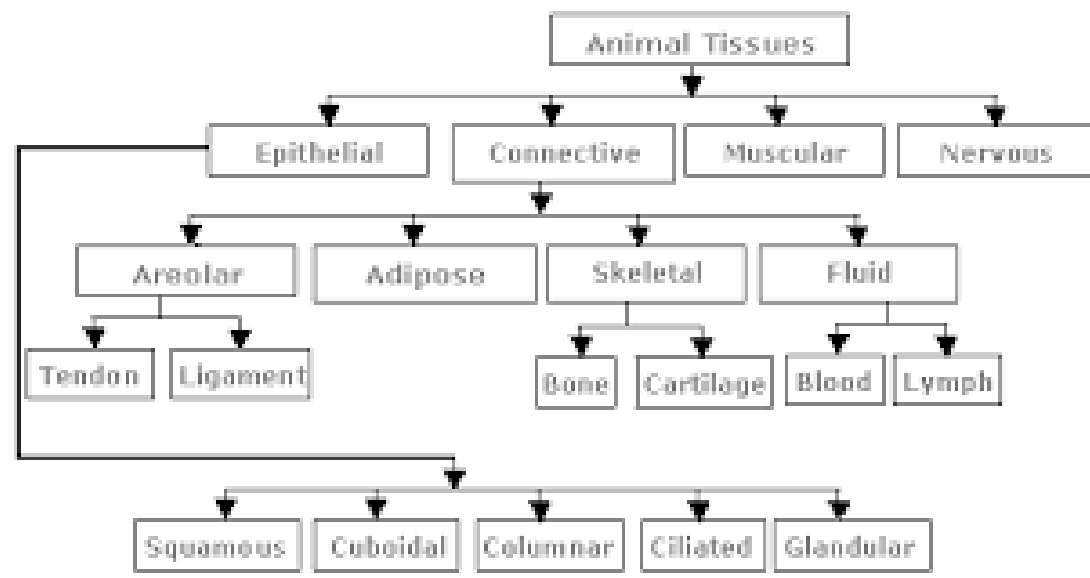 Animal Tissues
Epithelial
Connective
Muscular
Nervous
Areolar
Adipose
Skeletal
Fluid
Tendon
Ligament
Bone
Cartilage
Blood
Lymph
Squamous
Cuboidal
Columnar
Ciliated
Glandular